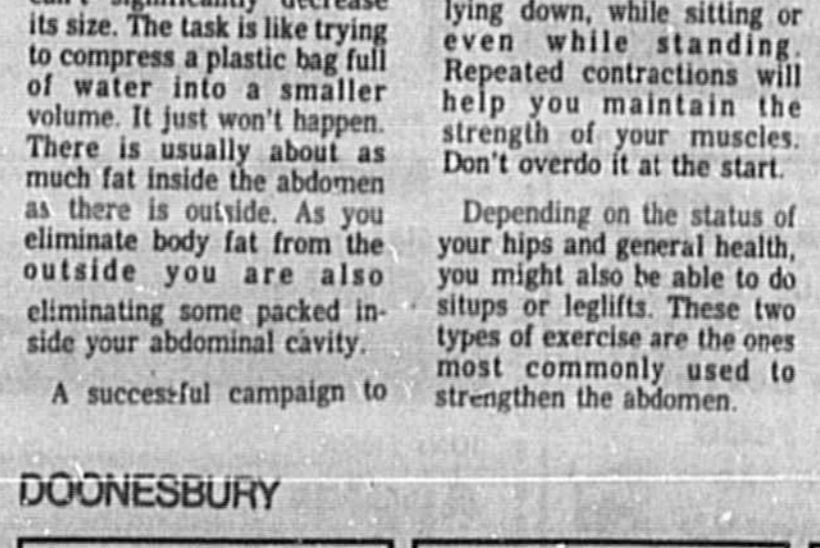 can't significantly decrease
its size. The task is like trying
to compress a plastic bag full
of water into a smaller
volume. It just won't happen.
There is usually about as
much fat inside the abdomen
as there is outside. As you
eliminate body fat from the
outside you are also
eliminating some packed in-
side your abdominal cavity.
A successful campaign to
lying down, while sitting or
even while standing.
Repeated contractions will
help you maintain the
strength of your muscles.
Don't overdo it at the start.
Depending on the status of
your hips and general health,
you might also be able to do
situps or leglifts. These two
types of exercise are the ones
most commonly used to
strengthen the abdomen.
DOONESBURY